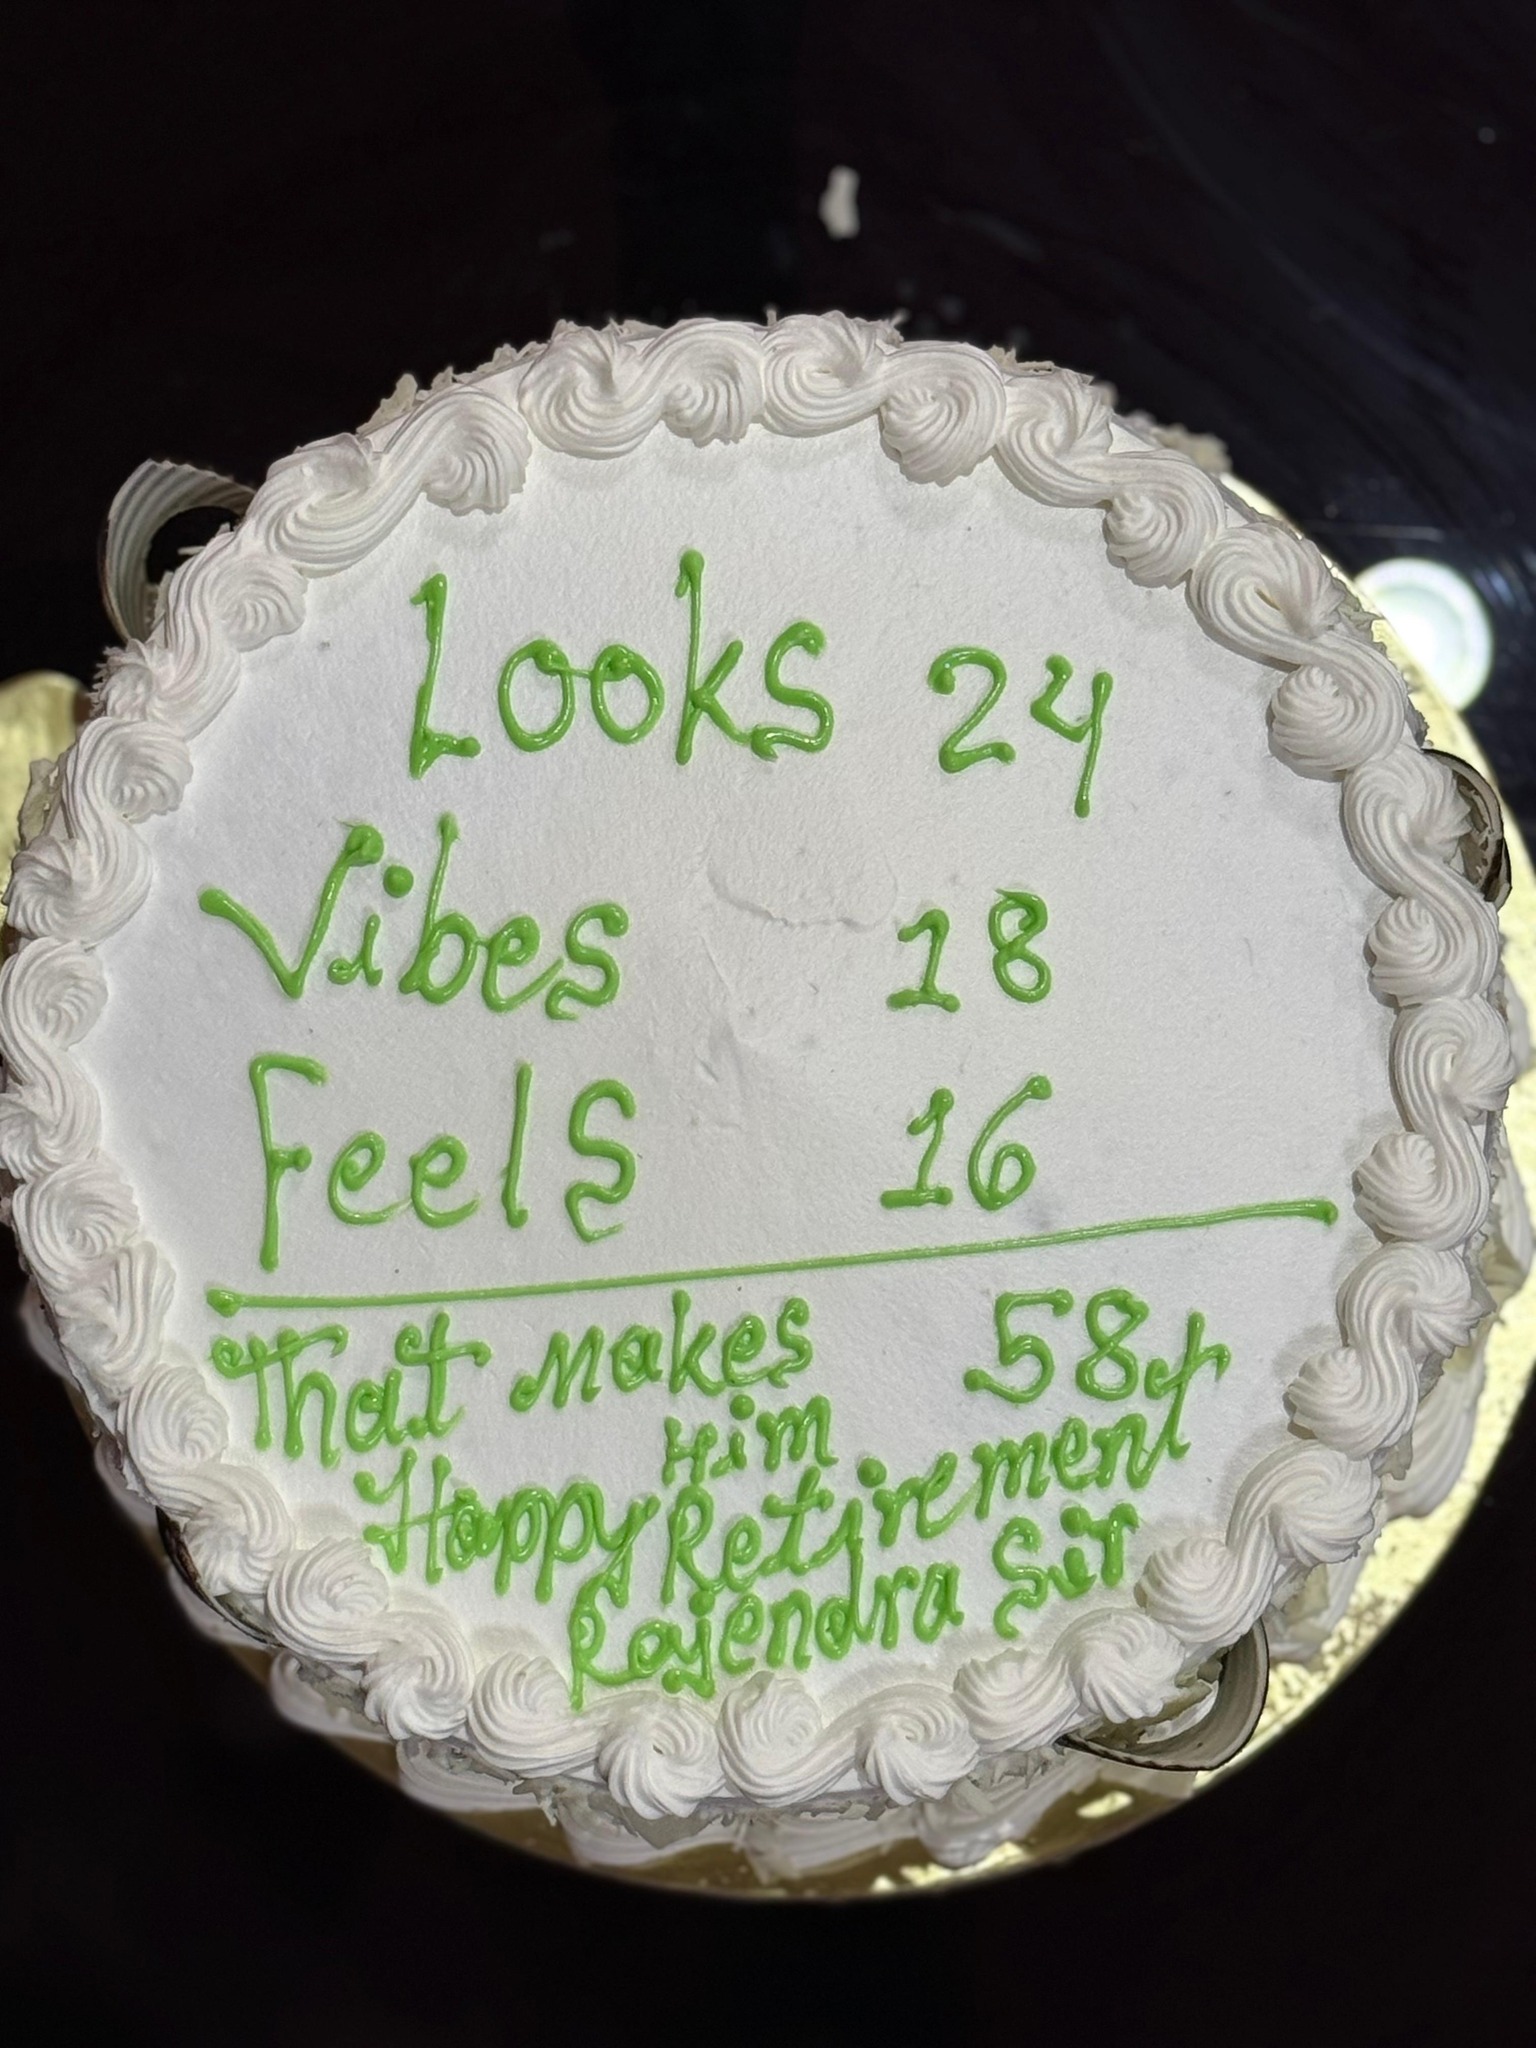 Looks 24
Vibes 18
Feels 16
That Makes 58
Him
Happy Retirement
Rajendra Sir